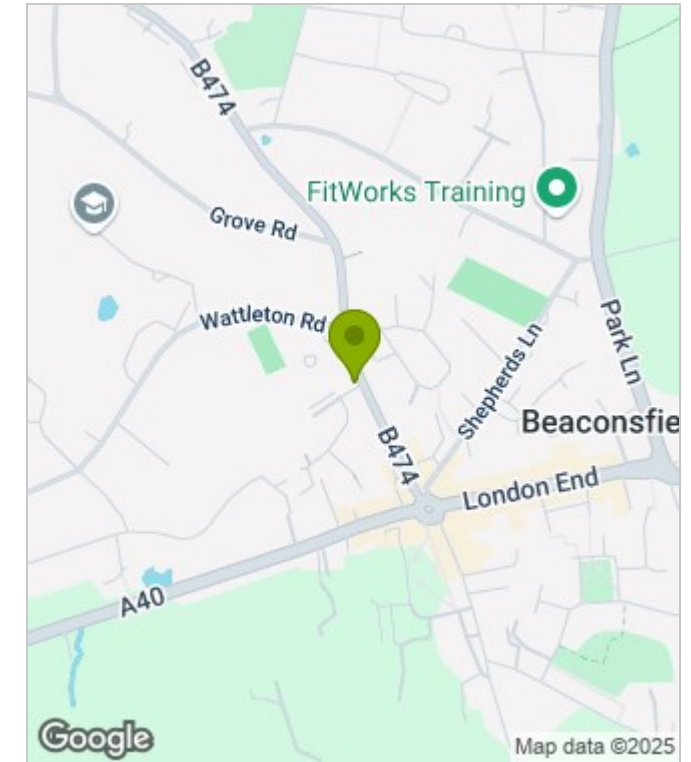 B474
FitWorks Training
Grove Rd
Wattleton Rd
Park Ln
Shepherds Ln
Beaconsfie
B474
London End
A40
Google
Map data ©2025